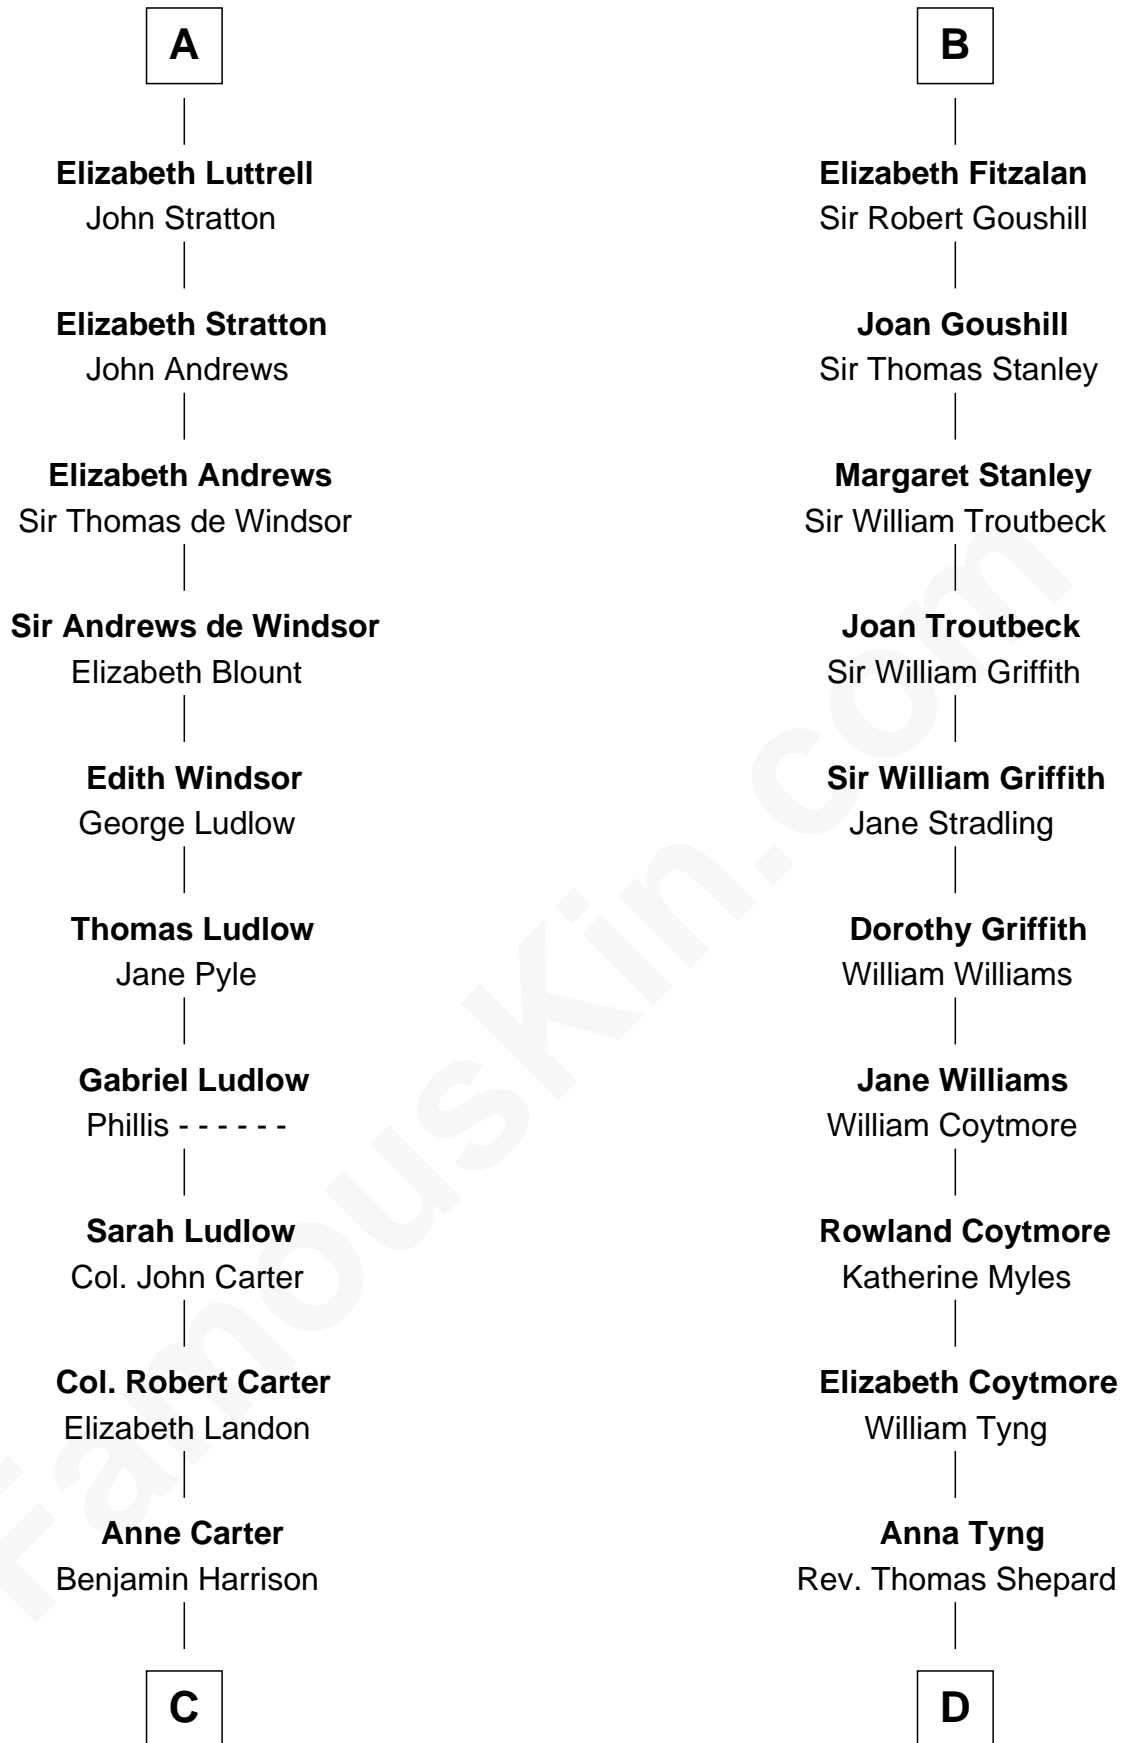 A
Elizabeth Luttrell
John Stratton
Elizabeth Stratton
John Andrews
Elizabeth Andrews
Sir Thomas de Windsor
Sir Andrews de Windsor
Elizabeth Blount
Edith Windsor
George Ludlow
Thomas Ludlow
Jane Pyle
Gabriel Ludlow
Phillis - - - - - -
Sarah Ludlow
Col. John Carter
Col. Robert Carter
Elizabeth Landon
Anne Carter
Benjamin Harrison
C
B
Elizabeth Fitzalan
Sir Robert Goushill
Joan Goushill
Sir Thomas Stanley
Margaret Stanley
Sir William Troutbeck
Joan Troutbeck
Sir William Griffith
Sir William Griffith
Jane Stradling
Dorothy Griffith
William Williams
Jane Williams
William Coytmore
Rowland Coytmore
Katherine Myles
Elizabeth Coytmore
William Tyng
Anna Tyng
Rev. Thomas Shepard
D
FamousKin.com